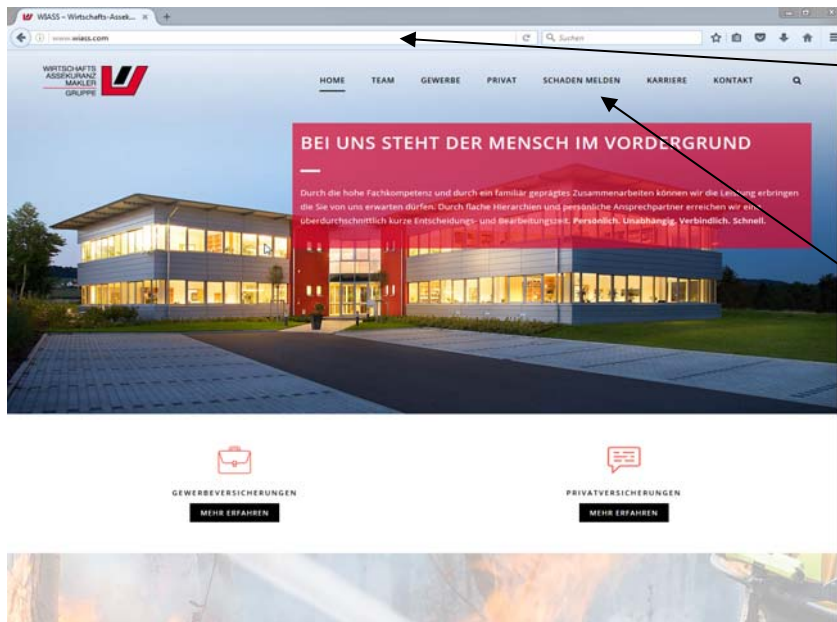 WIASS – Wirtschafts-Assek...
www.wiass.com
Suchen
WIRTSCHAFTS
ASSEKURANZ
MAKLER
GRUPPE
HOME TEAM GEWERBE PRIVAT SCHADEN MELDEN KARRIERE KONTAKT
BEI UNS STEHT DER MENSCH IM VORDERGRUND
Durch die hohe Fachkompetenz und durch ein familiär geprägtes Zusammenarbeiten können wir die Leistung erbringen
die Sie von uns erwarten dürfen. Durch flache Hierarchien und persönliche Ansprechpartner erreichen wir eine
überdurchschnittlich kurze Entscheidungs- und Bearbeitungszeit. Persönlich. Unabhängig. Verbindlich. Schnell.
GEWERBEVERSICHERUNGEN
MEHR ERFAHREN
PRIVATVERSICHERUNGEN
MEHR ERFAHREN